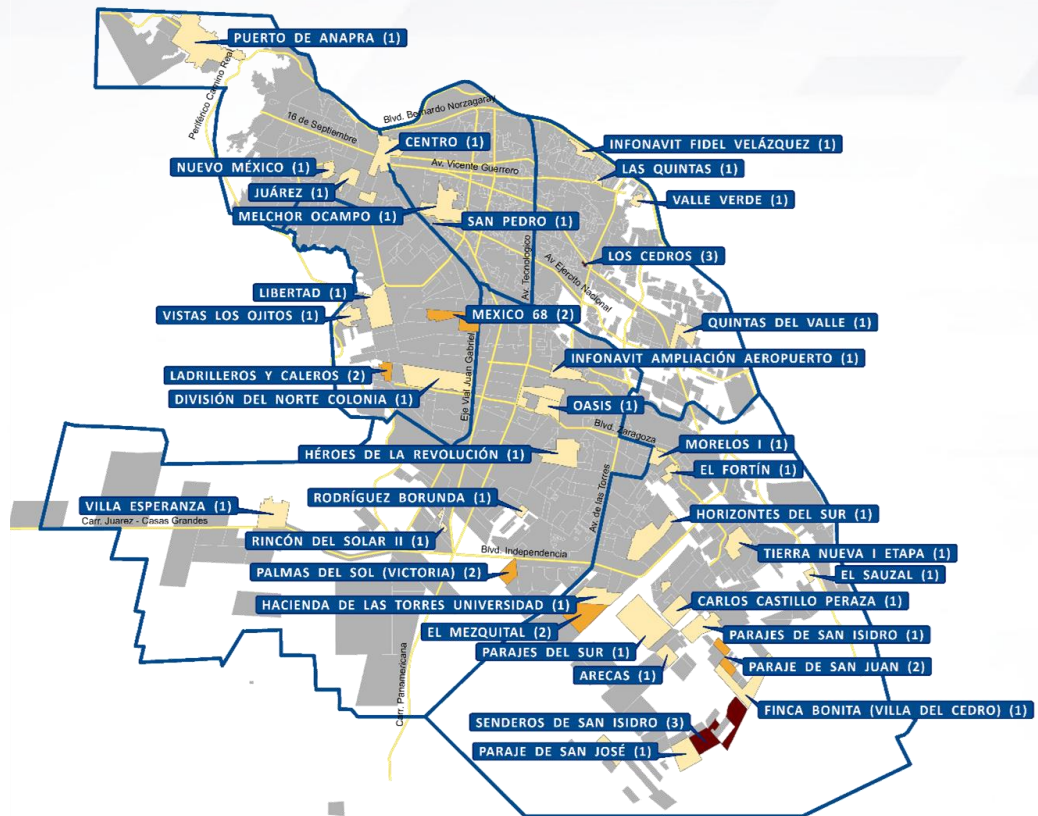 PUERTO DE ANAPRA (1)
Periférico Camino Real
Blvd. Bernardo Norzagaray
16 de Septiembre
CENTRO (1)
INFONAVIT FIDEL VELÁZQUEZ (1)
Av. Vicente Guerrero
NUEVO MÉXICO (1)
LAS QUINTAS (1)
JUÁREZ (1)
VALLE VERDE (1)
MELCHOR OCAMPO (1)
SAN PEDRO (1)
LOS CEDROS (3)
Av. Tecnologico
Av Ejercito Nacional
LIBERTAD (1)
VISTAS LOS OJITOS (1)
MEXICO 68 (2)
QUINTAS DEL VALLE (1)
Eje Vial Juan Gabriel
INFONAVIT AMPLIACIÓN AEROPUERTO (1)
LADRILLEROS Y CALEROS (2)
DIVISIÓN DEL NORTE COLONIA (1)
OASIS (1)
Blvd. Zaragoza
MORELOS I (1)
HÉROES DE LA REVOLUCIÓN (1)
EL FORTÍN (1)
Av. de las Torres
RODRÍGUEZ BORUNDA (1)
VILLA ESPERANZA (1)
HORIZONTES DEL SUR (1)
Carr. Juarez - Casas Grandes
RINCÓN DEL SOLAR II (1)
Blvd. Independencia
TIERRA NUEVA I ETAPA (1)
PALMAS DEL SOL (VICTORIA) (2)
EL SAUZAL (1)
HACIENDA DE LAS TORRES UNIVERSIDAD (1)
CARLOS CASTILLO PERAZA (1)
EL MEZQUITAL (2)
PARAJES DE SAN ISIDRO (1)
PARAJES DEL SUR (1)
PARAJE DE SAN JUAN (2)
ARECAS (1)
Carr. Panamericana
FINCA BONITA (VILLA DEL CEDRO) (1)
SENDEROS DE SAN ISIDRO (3)
PARAJE DE SAN JOSÉ (1)